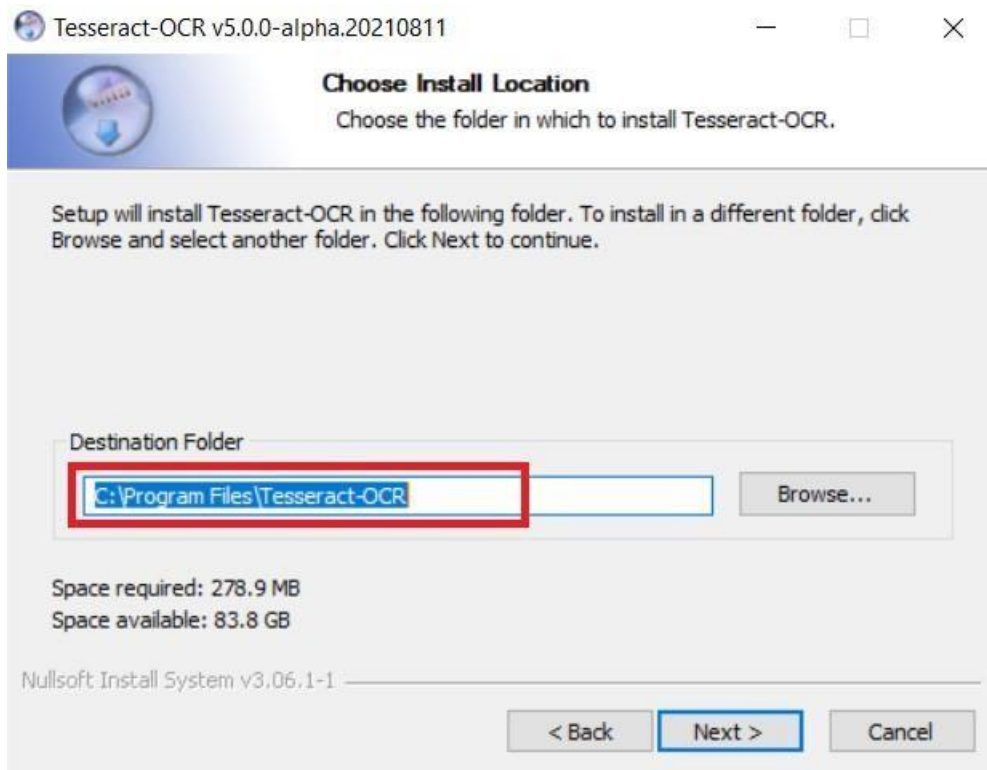 Tesseract-OCR v5.0.0-alpha.20210811
Choose Install Location
Choose the folder in which to install Tesseract-OCR.
Setup will install Tesseract-OCR in the following folder. To install in a different folder, click
Browse and select another folder. Click Next to continue.
Destination Folder
C:\Program Files\Tesseract-OCR
Browse...
Space required: 278.9 MB
Space available: 83.8 GB
Nullsoft Install System v3.06.1-1
< Back Next > Cancel